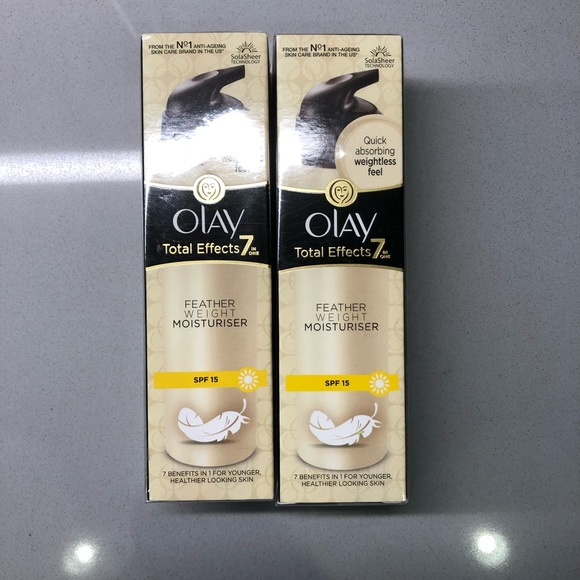 FROM THE Nº1 ANTI-AGEING
SKIN CARE BRAND IN THE US*
SolaSheer
TECHNOLOGY
OLAY
Total Effects 7 IN ONE
FEATHER
WEIGHT
MOISTURISER
SPF 15
7 BENEFITS IN 1 FOR YOUNGER,
HEALTHIER LOOKING SKIN
FROM THE Nº1 ANTI-AGEING
SKIN CARE BRAND IN THE US*
SolaSheer
TECHNOLOGY
Quick
absorbing
weightless
feel
OLAY
Total Effects 7 IN ONE
FEATHER
WEIGHT
MOISTURISER
SPF 15
7 BENEFITS IN 1 FOR YOUNGER,
HEALTHIER LOOKING SKIN